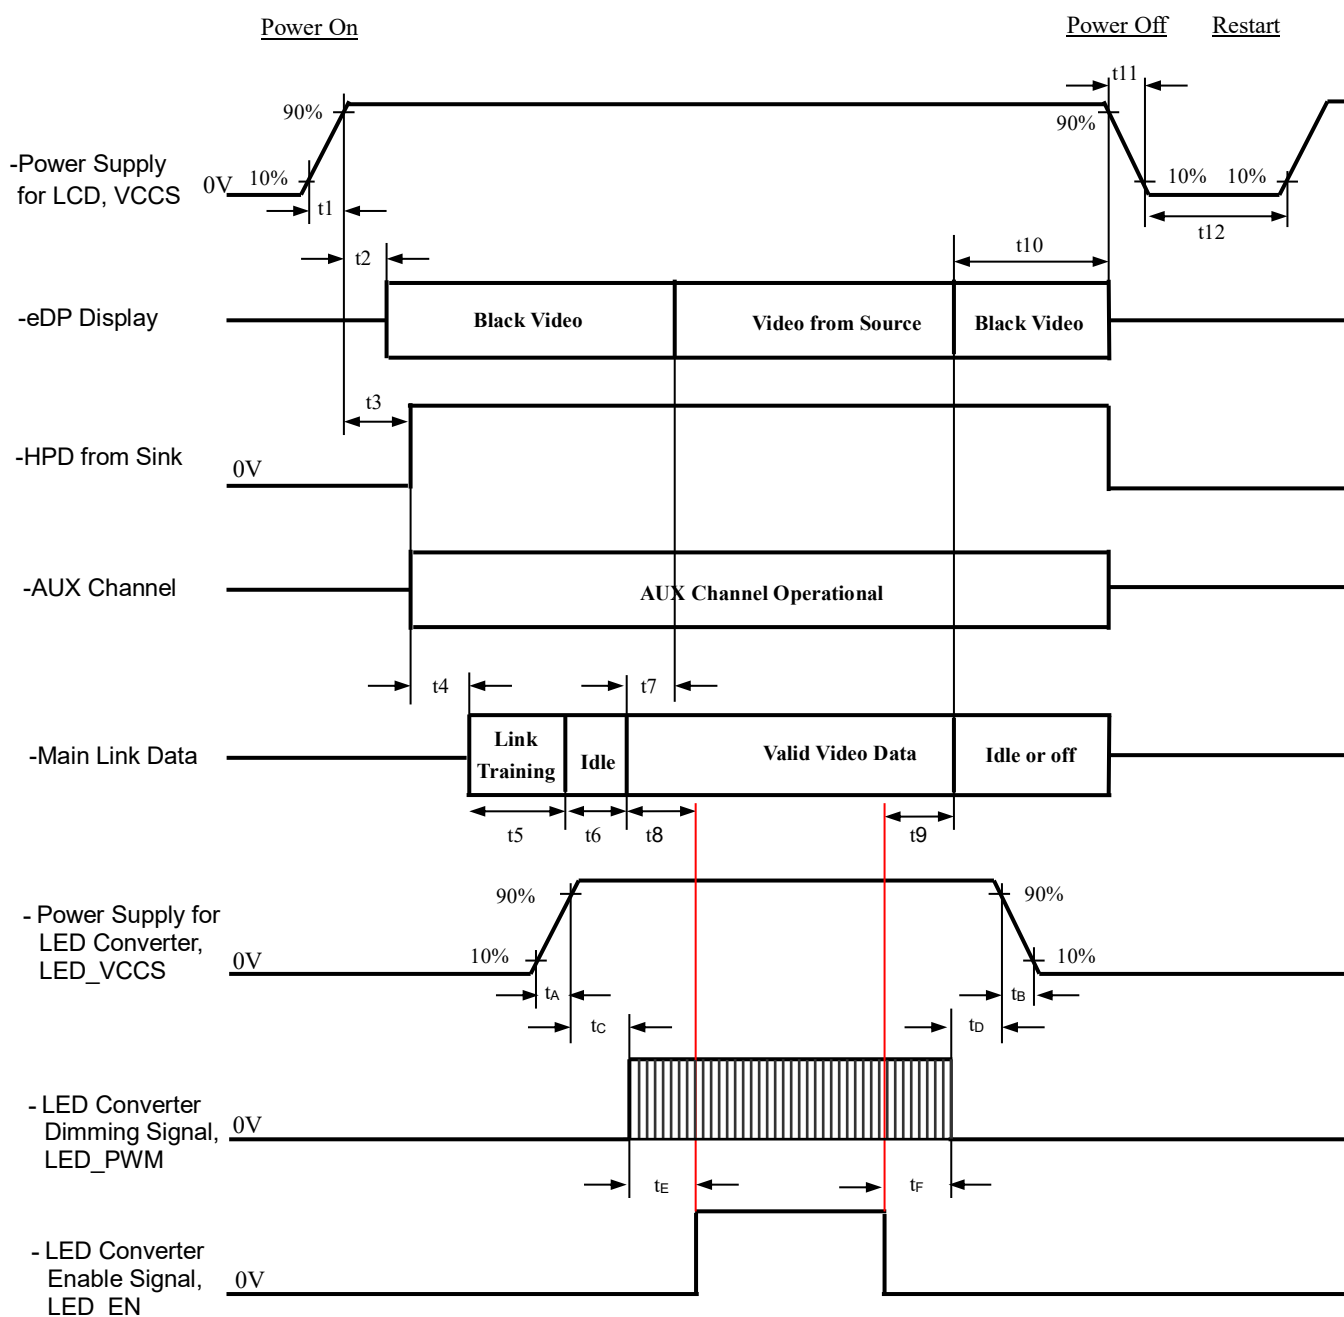 Power On
Power Off
Restart
t11
90%
90%
-Power Supply
for LCD, VCCS
0V
10%
10%
10%
t1
t12
t2
t10
-eDP Display
Black Video
Video from Source
Black Video
t3
-HPD from Sink
0V
-AUX Channel
AUX Channel Operational
t4
t7
-Main Link Data
Link
Training
Idle
Valid Video Data
Idle or off
t5
t6
t8
t9
90%
90%
- Power Supply for
LED Converter,
LED_VCCS
0V
10%
10%
tA
tB
tC
tD
- LED Converter
Dimming Signal,
LED_PWM
0V
tE
tF
- LED Converter
Enable Signal,
LED_EN
0V